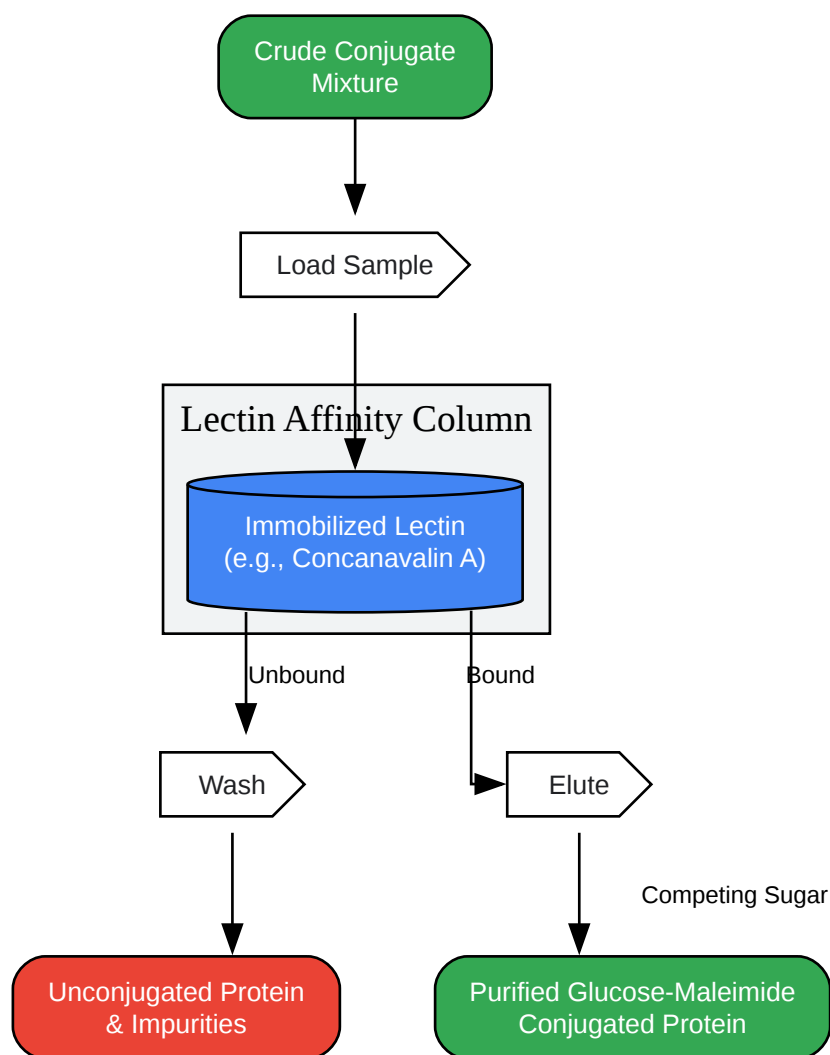 Crude Conjugate
Mixture
Load Sample
Lectin Affinity Column
Immobilized Lectin
(e.g., Concanavalin A)
Unbound
Bound
Wash
Elute
Competing Sugar
Unconjugated Protein
& Impurities
Purified Glucose-Maleimide
Conjugated Protein